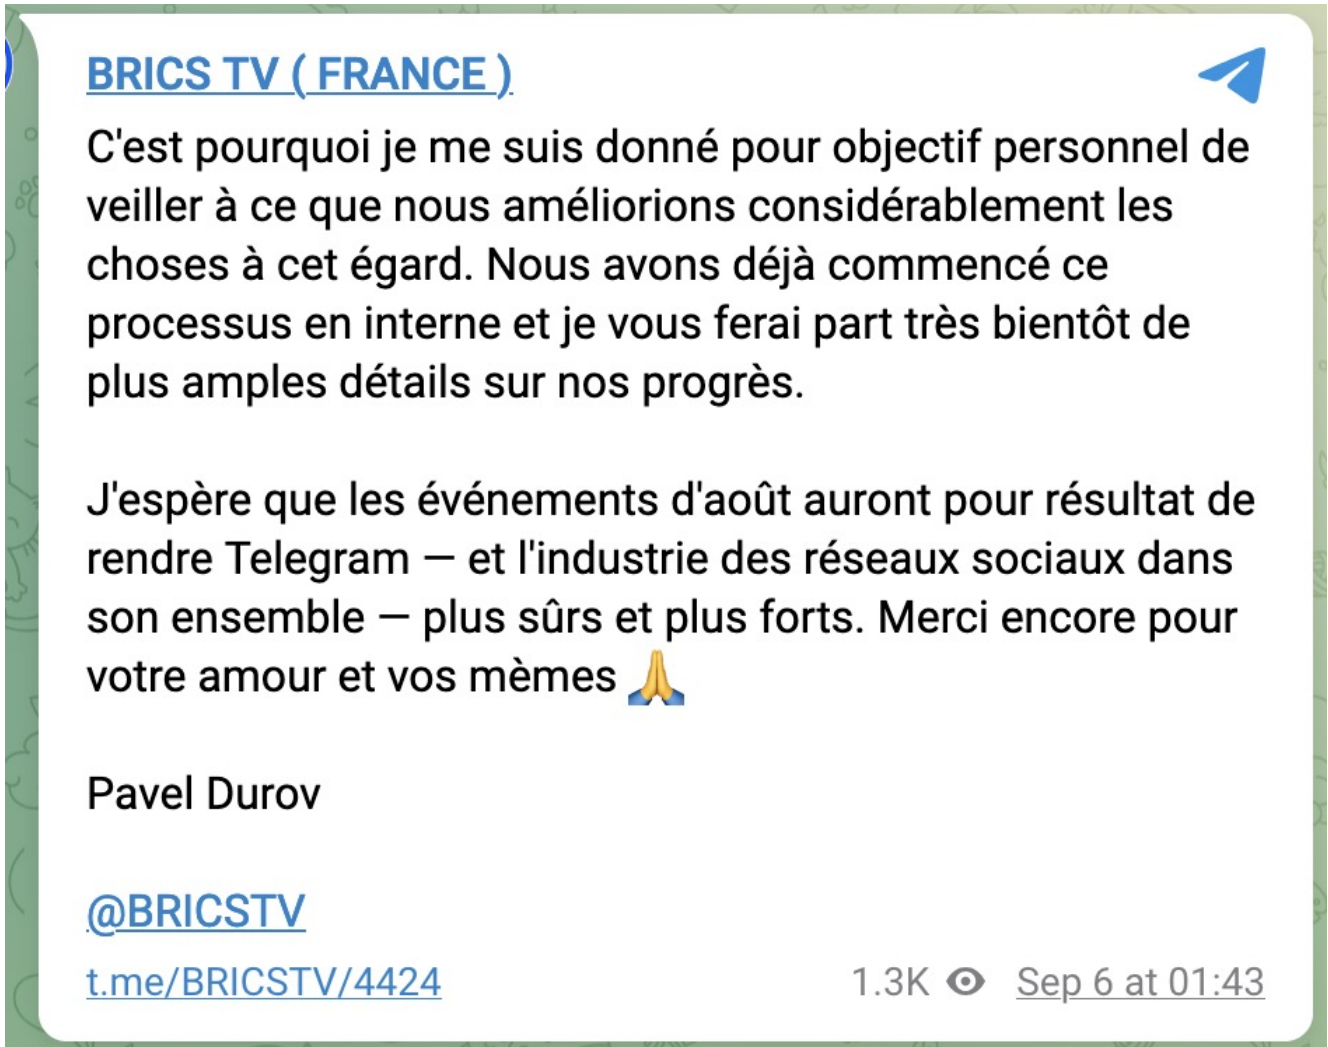 BRICS TV ( FRANCE )
C'est pourquoi je me suis donné pour objectif personnel de
veiller à ce que nous améliorions considérablement les
choses à cet égard. Nous avons déjà commencé ce
processus en interne et je vous ferai part très bientôt de
plus amples détails sur nos progrès.
J'espère que les événements d'août auront pour résultat de
rendre Telegram — et l'industrie des réseaux sociaux dans
son ensemble — plus sûrs et plus forts. Merci encore pour
votre amour et vos mèmes 🙏
Pavel Durov
@BRICSTV
t.me/BRICSTV/4424 1.3K Sep 6 at 01:43